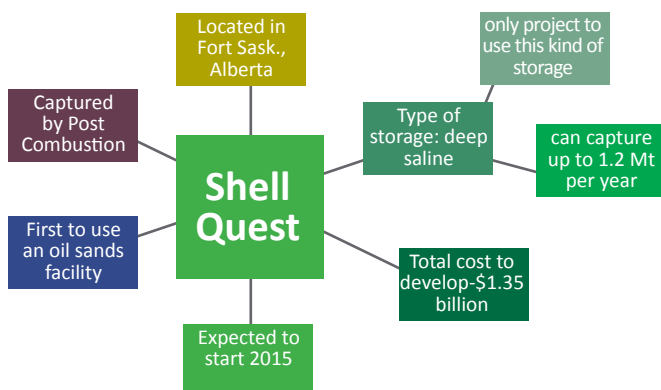 Located in
Fort Sask.,
Alberta
only project to
use this kind of
storage
Captured
by Post
Combustion
Type of
storage: deep
saline
can capture
up to 1.2 Mt
per year
Shell
Quest
First to use
an oil sands
facility
Total cost to
develop-$1.35
billion
Expected to
start 2015